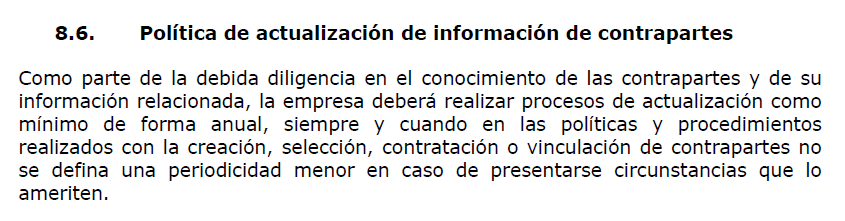 8.6. Política de actualización de información de contrapartes
Como parte de la debida diligencia en el conocimiento de las contrapartes y de su
información relacionada, la empresa deberá realizar procesos de actualización como
mínimo de forma anual, siempre y cuando en las políticas y procedimientos
realizados con la creación, selección, contratación o vinculación de contrapartes no
se defina una periodicidad menor en caso de presentarse circunstancias que lo
ameriten.